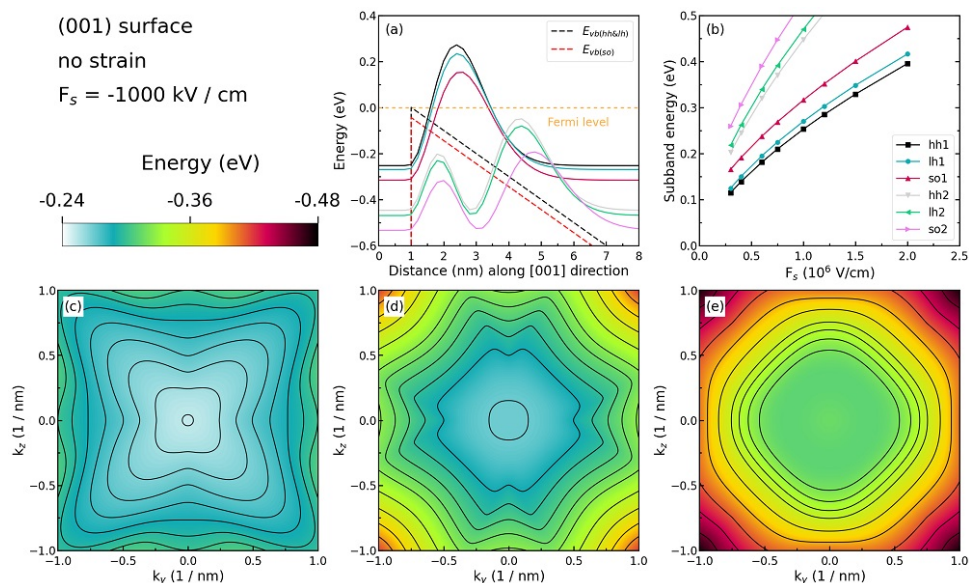 (001) surface
no strain
F_s = -1000 kV / cm
Energy (eV)
-0.24 -0.36 -0.48
(a)
E_vb(hh&lh)
E_vb(so)
Fermi level
Energy (eV)
0.4
0.2
0.0
−0.2
−0.4
−0.6
0 1 2 3 4 5 6 7 8
Distance (nm) along [001] direction
(b)
Subband energy (eV)
0.5
0.4
0.3
0.2
0.1
0.0
hh1
lh1
so1
hh2
lh2
so2
0.0 0.5 1.0 1.5 2.0 2.5
F_s (10⁶ V/cm)
(c)
k_z (1 / nm)
1.0
0.5
0.0
−0.5
−1.0
−1.0 −0.5 0.0 0.5 1.0
k_y (1 / nm)
(d)
k_z (1 / nm)
1.0
0.5
0.0
−0.5
−1.0
−1.0 −0.5 0.0 0.5 1.0
k_y (1 / nm)
(e)
k_z (1 / nm)
1.0
0.5
0.0
−0.5
−1.0
−1.0 −0.5 0.0 0.5 1.0
k_y (1 / nm)